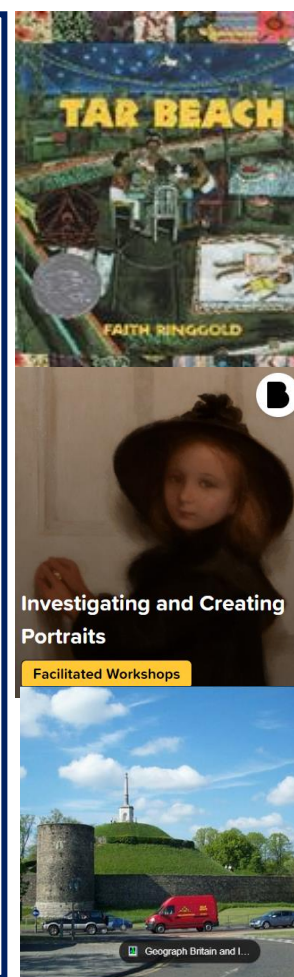 TAR BEACH
FAITH RINGGOLD
B
Investigating and Creating
Portraits
Facilitated Workshops
Geograph Britain and I...